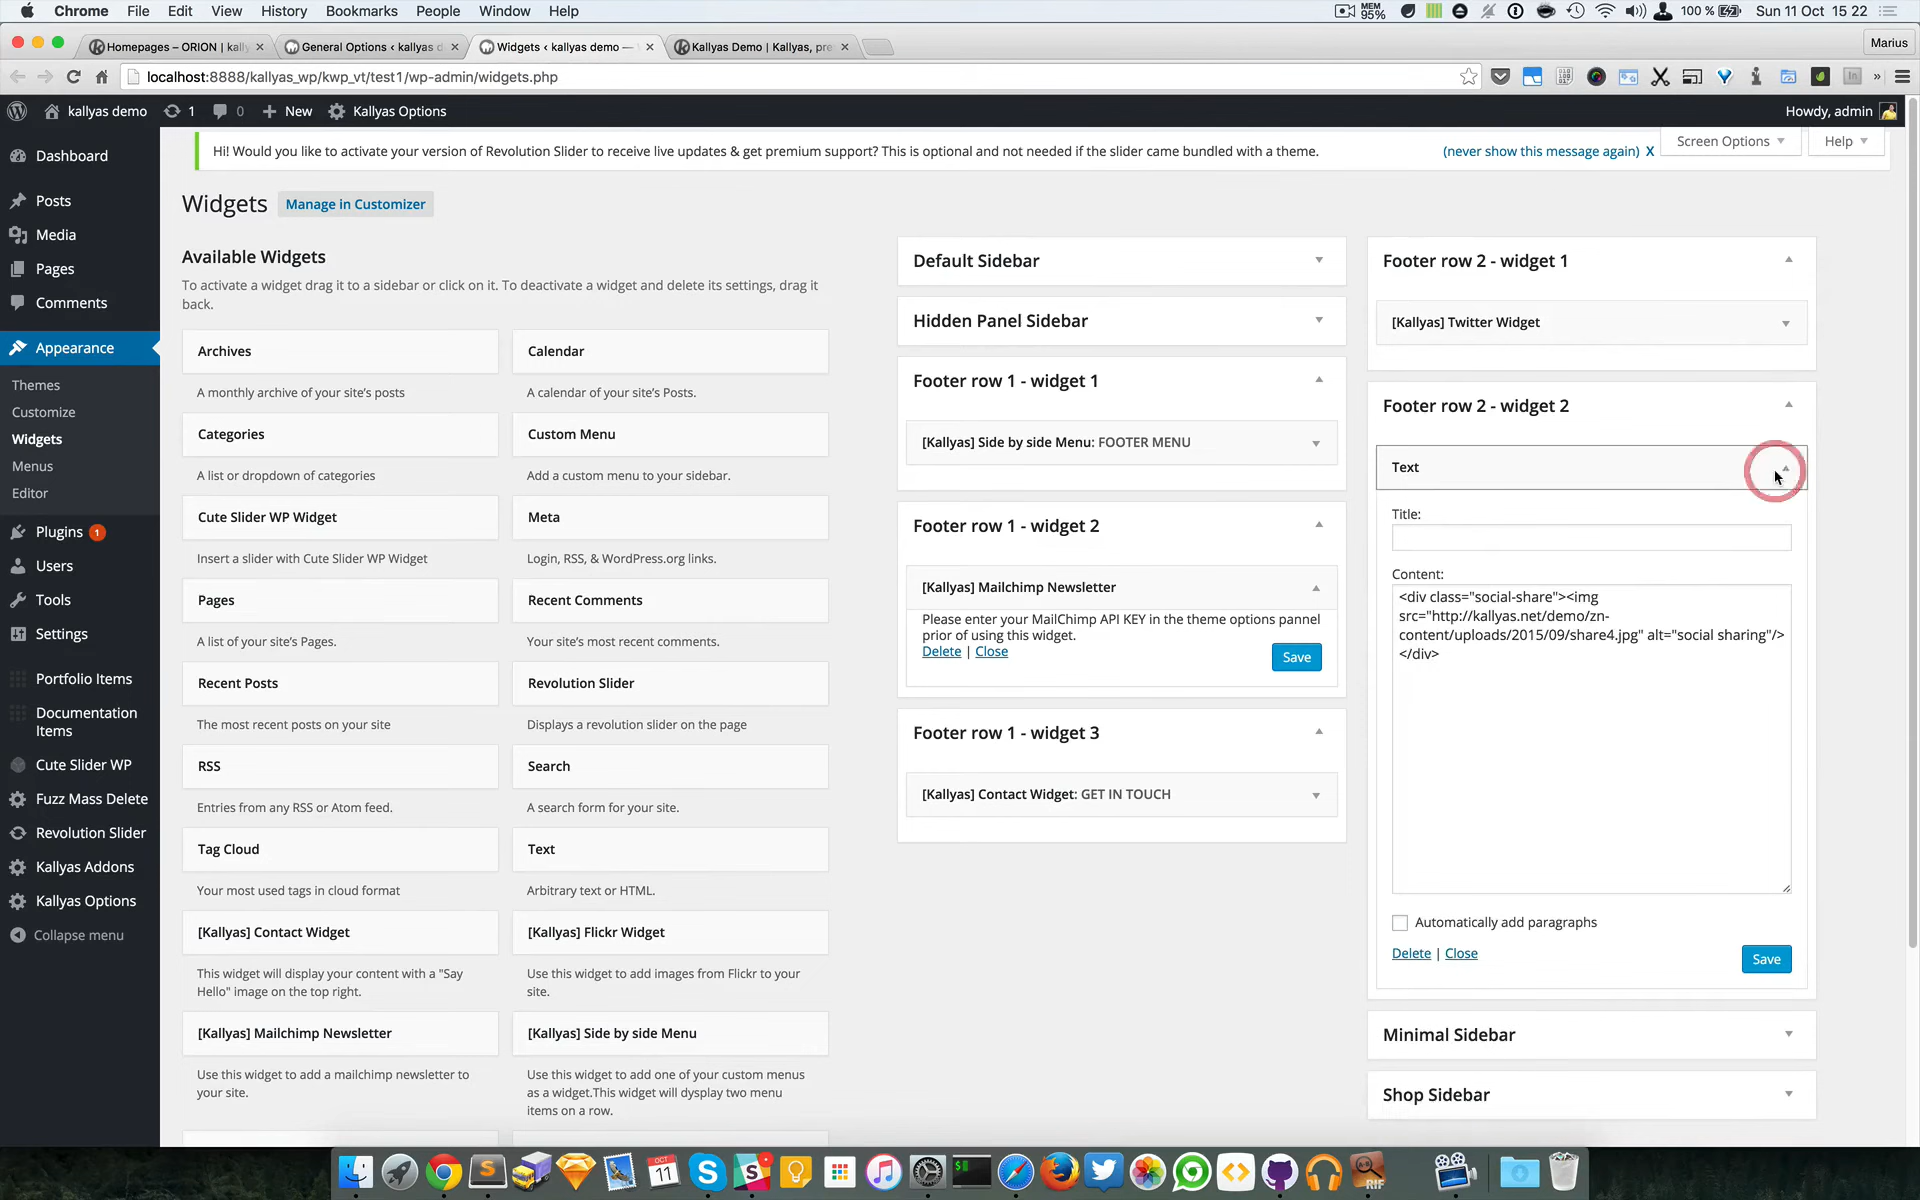 Chrome File Edit View History Bookmarks People Window Help
MEM 95% 100 % Sun 11 Oct 15 22
Homepages – ORION | kally
General Options ‹ kallyas d
Widgets ‹ kallyas demo —
Kallyas Demo | Kallyas, pre
Marius
localhost:8888/kallyas_wp/kwp_vt/test1/wp-admin/widgets.php
kallyas demo 1 0 New Kallyas Options
Howdy, admin
Hi! Would you like to activate your version of Revolution Slider to receive live updates & get premium support? This is optional and not needed if the slider came bundled with a theme.
(never show this message again) X
Screen Options
Help
Dashboard
Posts
Media
Pages
Comments
Appearance
Themes
Customize
Widgets
Menus
Editor
Plugins 1
Users
Tools
Settings
Portfolio Items
Documentation
Items
Cute Slider WP
Fuzz Mass Delete
Revolution Slider
Kallyas Addons
Kallyas Options
Collapse menu
Widgets
Manage in Customizer
Available Widgets
To activate a widget drag it to a sidebar or click on it. To deactivate a widget and delete its settings, drag it
back.
Archives
A monthly archive of your site's posts
Calendar
A calendar of your site's Posts.
Categories
A list or dropdown of categories
Custom Menu
Add a custom menu to your sidebar.
Cute Slider WP Widget
Insert a slider with Cute Slider WP Widget
Meta
Login, RSS, & WordPress.org links.
Pages
A list of your site's Pages.
Recent Comments
Your site's most recent comments.
Recent Posts
The most recent posts on your site
Revolution Slider
Displays a revolution slider on the page
RSS
Entries from any RSS or Atom feed.
Search
A search form for your site.
Tag Cloud
Your most used tags in cloud format
Text
Arbitrary text or HTML.
[Kallyas] Contact Widget
This widget will display your content with a "Say
Hello" image on the top right.
[Kallyas] Flickr Widget
Use this widget to add images from Flickr to your
site.
[Kallyas] Mailchimp Newsletter
Use this widget to add a mailchimp newsletter to
your site.
[Kallyas] Side by side Menu
Use this widget to add one of your custom menus
as a widget.This widget will dysplay two menu
items on a row.
Default Sidebar
Hidden Panel Sidebar
Footer row 1 - widget 1
[Kallyas] Side by side Menu: FOOTER MENU
Footer row 1 - widget 2
[Kallyas] Mailchimp Newsletter
Please enter your MailChimp API KEY in the theme options pannel
prior of using this widget.
Delete | Close
Save
Footer row 1 - widget 3
[Kallyas] Contact Widget: GET IN TOUCH
Footer row 2 - widget 1
[Kallyas] Twitter Widget
Footer row 2 - widget 2
Text
Title:
Content:
<div class="social-share"><img
src="http://kallyas.net/demo/zn-
content/uploads/2015/09/share4.jpg" alt="social sharing"/>
</div>
Automatically add paragraphs
Delete | Close
Save
Minimal Sidebar
Shop Sidebar
OCT
11
RIF